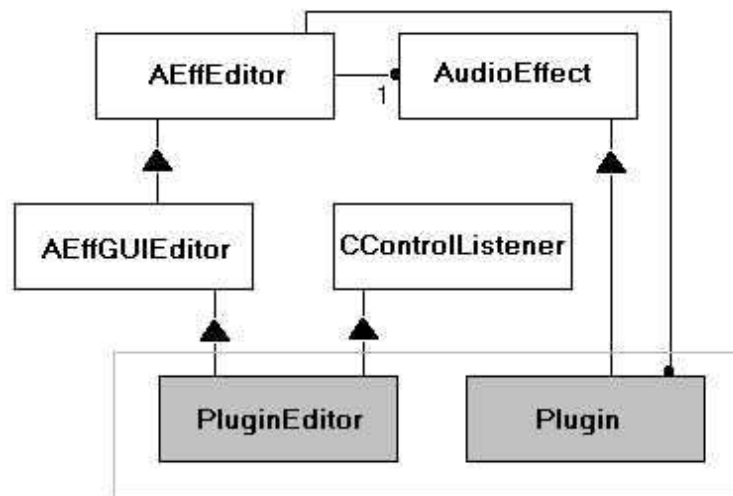 AEffEditor
AudioEffect
1
AEffGUIEditor
CControlListener
PluginEditor
Plugin